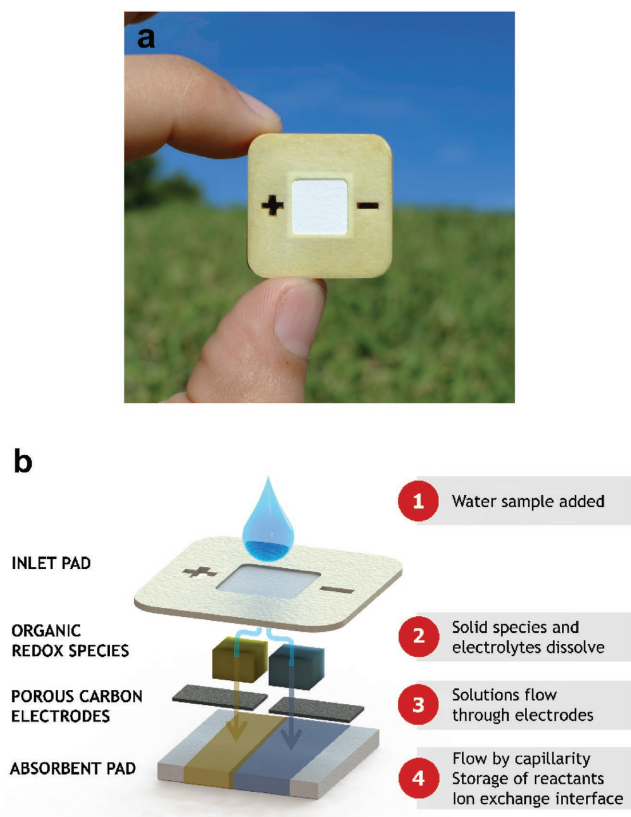 a
+ −
b
1 Water sample added
INLET PAD
+ −
ORGANIC
REDOX SPECIES
2 Solid species and
electrolytes dissolve
POROUS CARBON
ELECTRODES
3 Solutions flow
through electrodes
ABSORBENT PAD
4 Flow by capillarity
Storage of reactants
Ion exchange interface